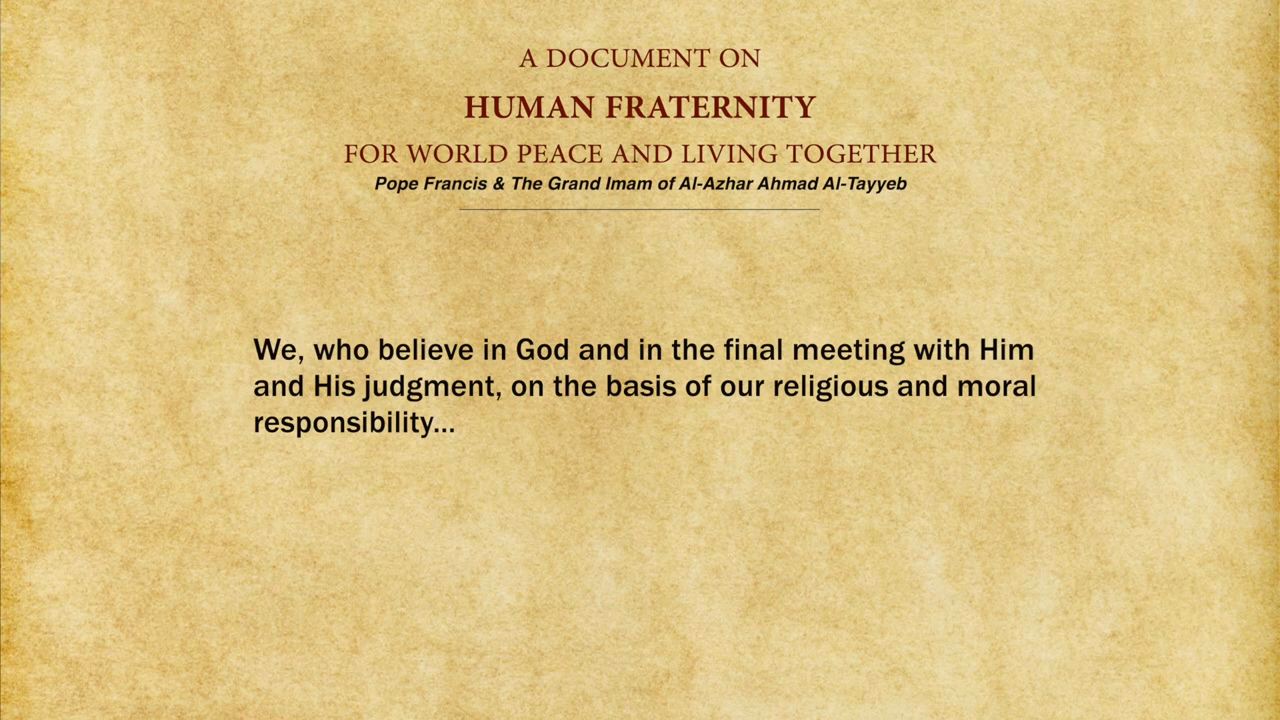 A DOCUMENT ON
HUMAN FRATERNITY
FOR WORLD PEACE AND LIVING TOGETHER
Pope Francis & The Grand Imam of Al-Azhar Ahmad Al-Tayyeb
We, who believe in God and in the final meeting with Him
and His judgment, on the basis of our religious and moral
responsibility...